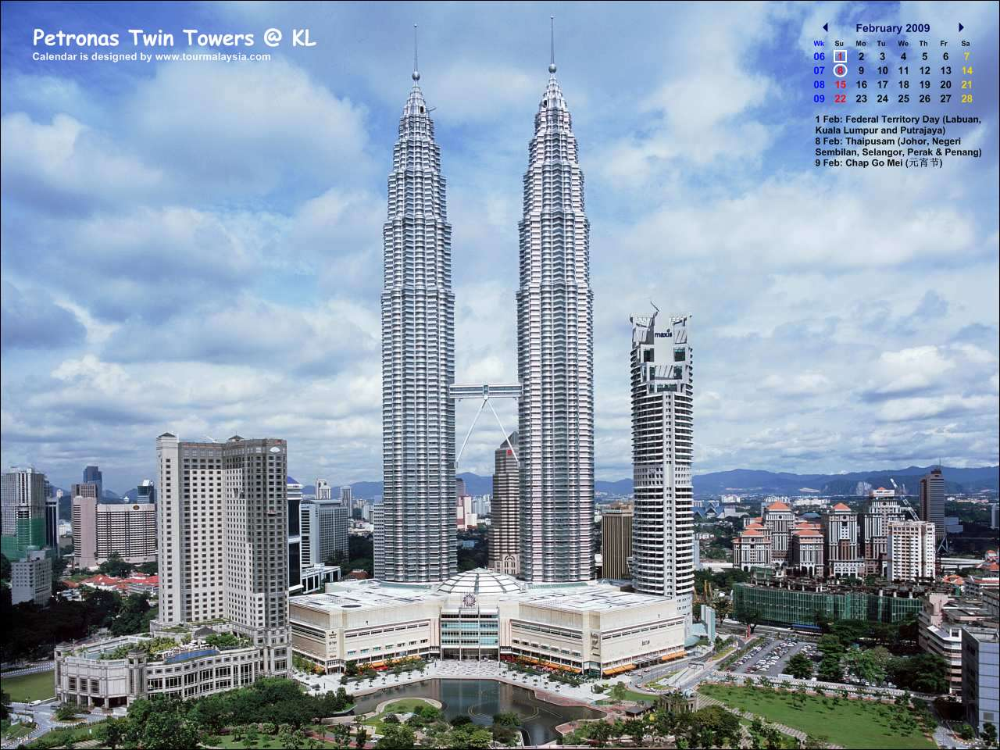 Petronas Twin Towers @ KL
Calendar is designed by www.tourmalaysia.com
February 2009
Wk Su Mo Tu We Th Fr Sa
06 1 2 3 4 5 6 7
07 8 9 10 11 12 13 14
08 15 16 17 18 19 20 21
09 22 23 24 25 26 27 28
1 Feb: Federal Territory Day (Labuan,
Kuala Lumpur and Putrajaya)
8 Feb: Thaipusam (Johor, Negeri
Sembilan, Selangor, Perak & Penang)
9 Feb: Chap Go Mei (元宵节)
maxis